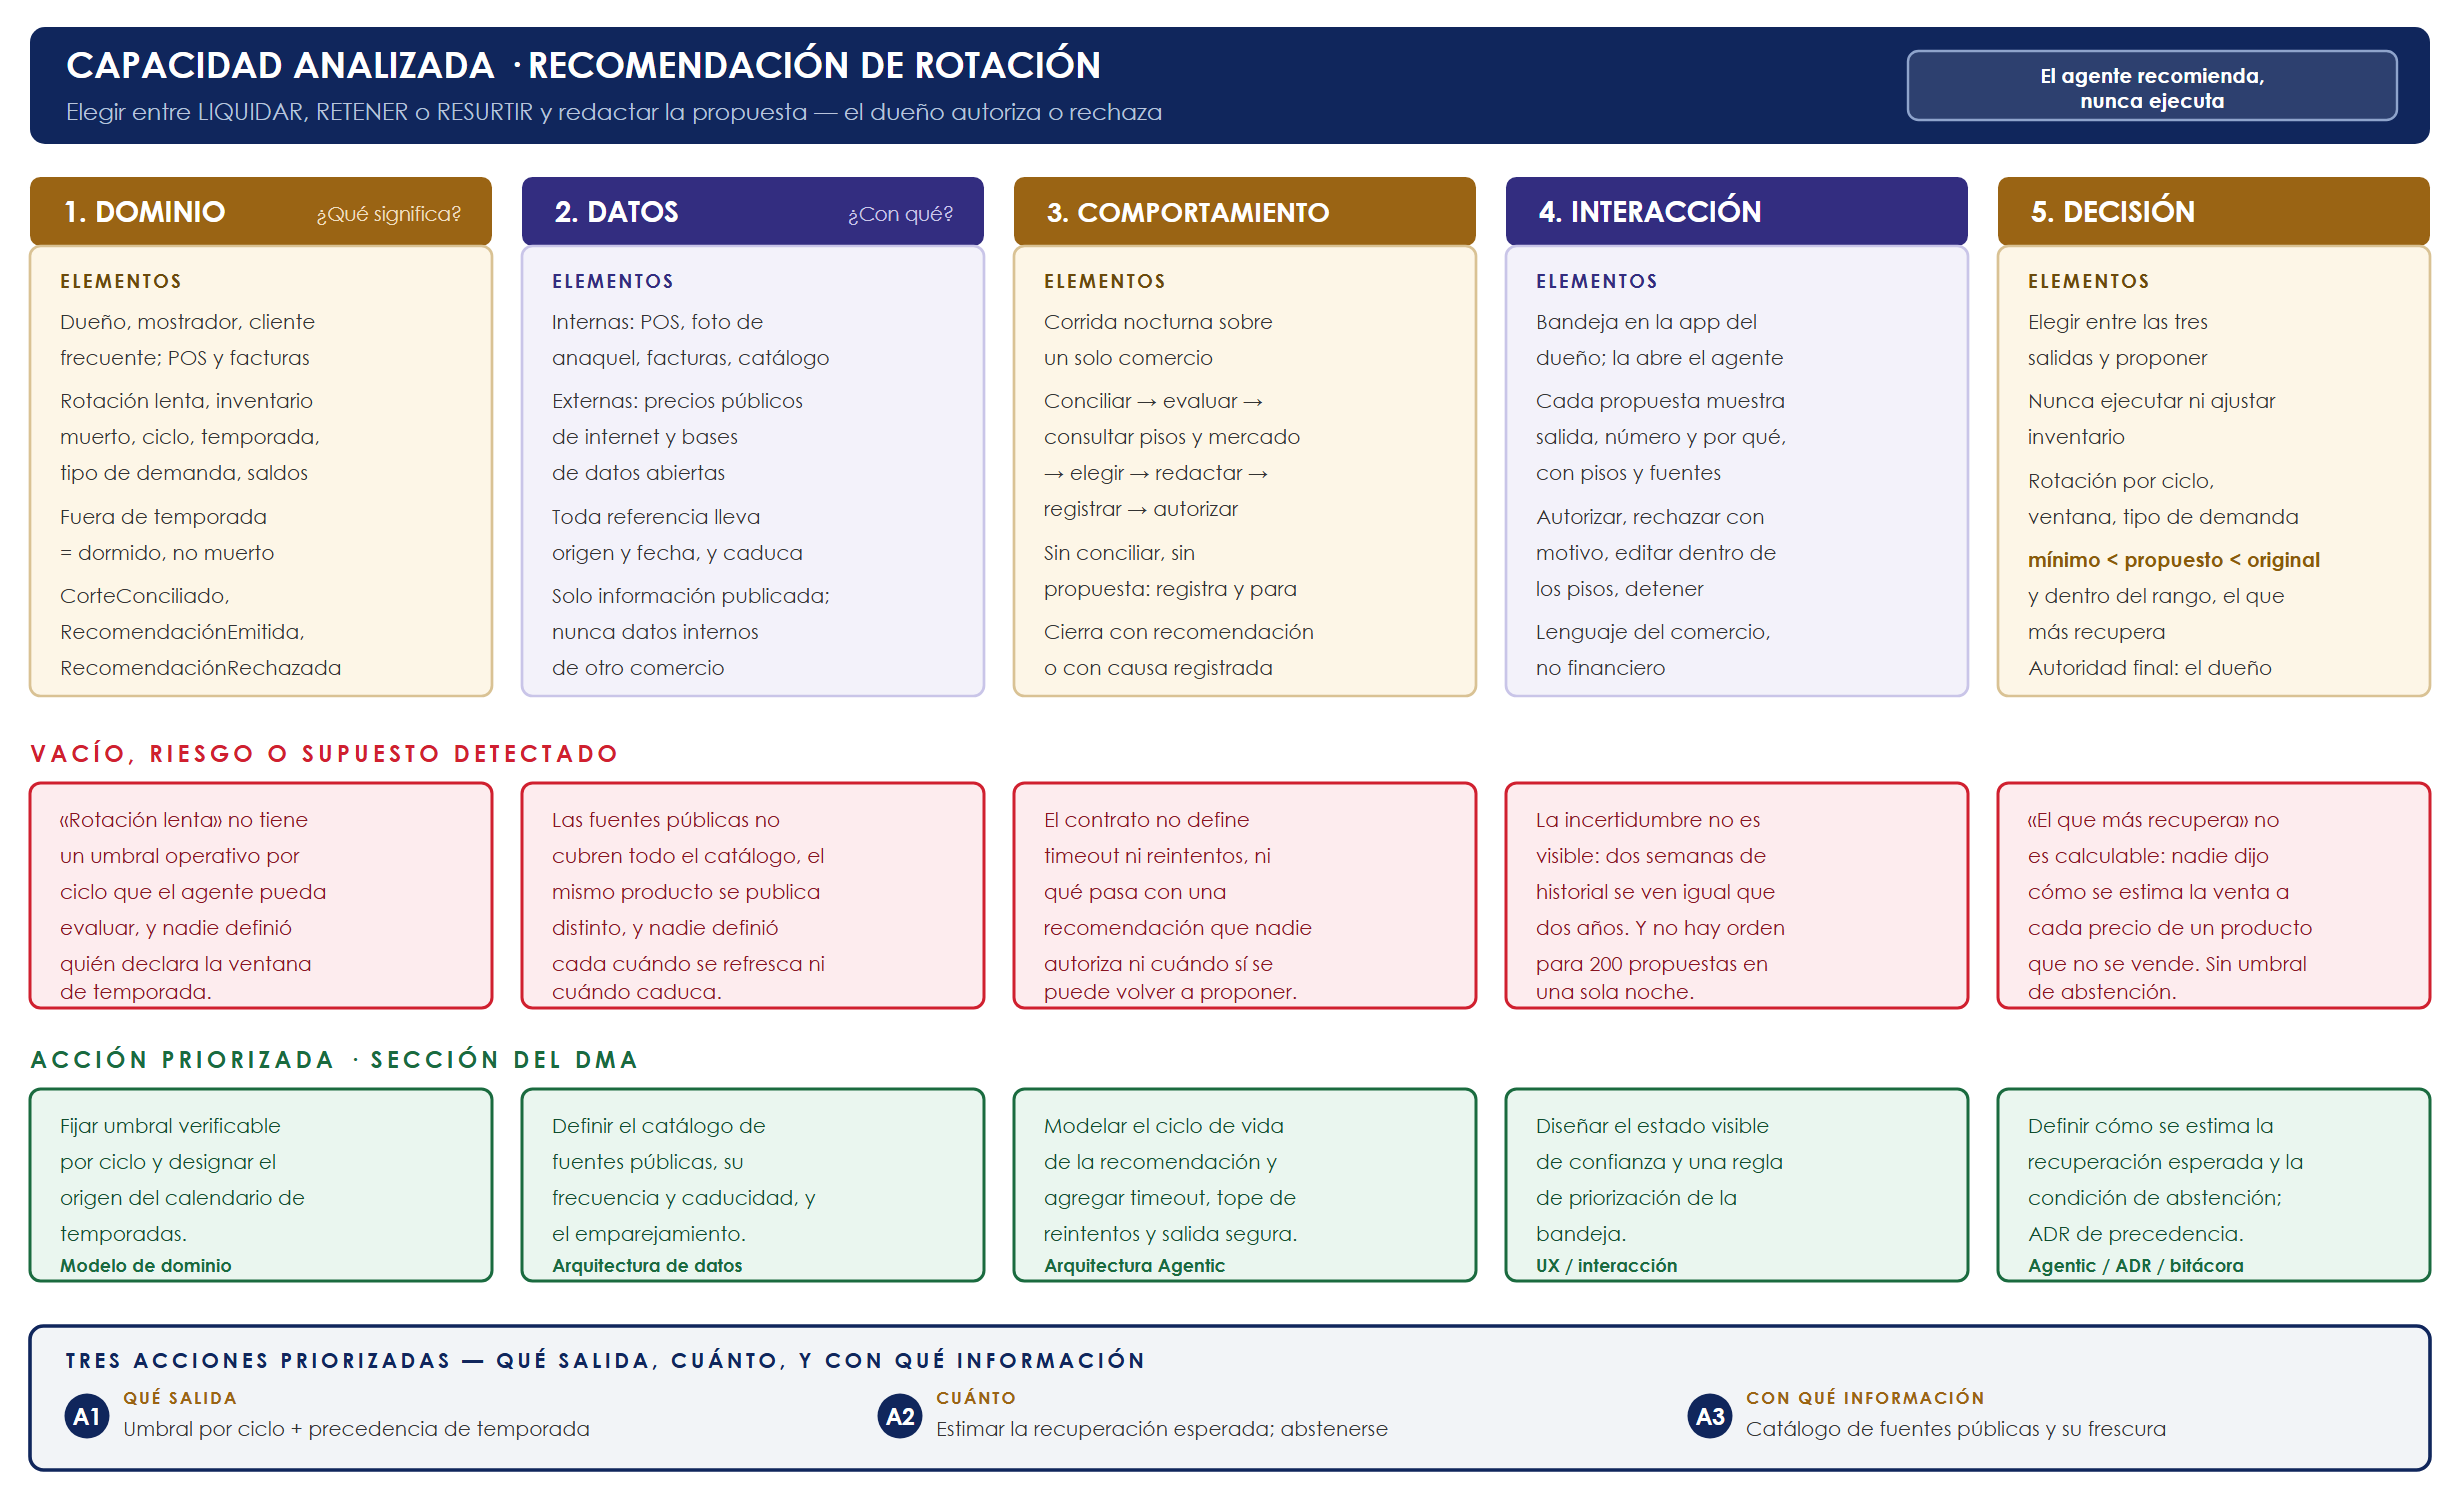 CAPACIDAD ANALIZADA · RECOMENDACIÓN DE ROTACIÓN
Elegir entre LIQUIDAR, RETENER o RESURTIR y redactar la propuesta — el dueño autoriza o rechaza
El agente recomienda,
nunca ejecuta
1. DOMINIO
¿Qué significa?
ELEMENTOS
Dueño, mostrador, cliente
frecuente; POS y facturas
Rotación lenta, inventario
muerto, ciclo, temporada,
tipo de demanda, saldos
Fuera de temporada
= dormido, no muerto
CorteConciliado,
RecomendaciónEmitida,
RecomendaciónRechazada
2. DATOS
¿Con qué?
ELEMENTOS
Internas: POS, foto de
anaquel, facturas, catálogo
Externas: precios públicos
de internet y bases
de datos abiertas
Toda referencia lleva
origen y fecha, y caduca
Solo información publicada;
nunca datos internos
de otro comercio
3. COMPORTAMIENTO
ELEMENTOS
Corrida nocturna sobre
un solo comercio
Conciliar → evaluar →
consultar pisos y mercado
→ elegir → redactar →
registrar → autorizar
Sin conciliar, sin
propuesta: registra y para
Cierra con recomendación
o con causa registrada
4. INTERACCIÓN
ELEMENTOS
Bandeja en la app del
dueño; la abre el agente
Cada propuesta muestra
salida, número y por qué,
con pisos y fuentes
Autorizar, rechazar con
motivo, editar dentro de
los pisos, detener
Lenguaje del comercio,
no financiero
5. DECISIÓN
ELEMENTOS
Elegir entre las tres
salidas y proponer
Nunca ejecutar ni ajustar
inventario
Rotación por ciclo,
ventana, tipo de demanda
mínimo < propuesto < original
y dentro del rango, el que
más recupera
Autoridad final: el dueño
VACÍO, RIESGO O SUPUESTO DETECTADO
«Rotación lenta» no tiene
un umbral operativo por
ciclo que el agente pueda
evaluar, y nadie definió
quién declara la ventana
de temporada.
Las fuentes públicas no
cubren todo el catálogo, el
mismo producto se publica
distinto, y nadie definió
cada cuándo se refresca ni
cuándo caduca.
El contrato no define
timeout ni reintentos, ni
qué pasa con una
recomendación que nadie
autoriza ni cuándo sí se
puede volver a proponer.
La incertidumbre no es
visible: dos semanas de
historial se ven igual que
dos años. Y no hay orden
para 200 propuestas en
una sola noche.
«El que más recupera» no
es calculable: nadie dijo
cómo se estima la venta a
cada precio de un producto
que no se vende. Sin umbral
de abstención.
ACCIÓN PRIORIZADA · SECCIÓN DEL DMA
Fijar umbral verificable
por ciclo y designar el
origen del calendario de
temporadas.
Modelo de dominio
Definir el catálogo de
fuentes públicas, su
frecuencia y caducidad, y
el emparejamiento.
Arquitectura de datos
Modelar el ciclo de vida
de la recomendación y
agregar timeout, tope de
reintentos y salida segura.
Arquitectura Agentic
Diseñar el estado visible
de confianza y una regla
de priorización de la
bandeja.
UX / interacción
Definir cómo se estima la
recuperación esperada y la
condición de abstención;
ADR de precedencia.
Agentic / ADR / bitácora
TRES ACCIONES PRIORIZADAS — QUÉ SALIDA, CUÁNTO, Y CON QUÉ INFORMACIÓN
A1
QUÉ SALIDA
Umbral por ciclo + precedencia de temporada
A2
CUÁNTO
Estimar la recuperación esperada; abstenerse
A3
CON QUÉ INFORMACIÓN
Catálogo de fuentes públicas y su frescura